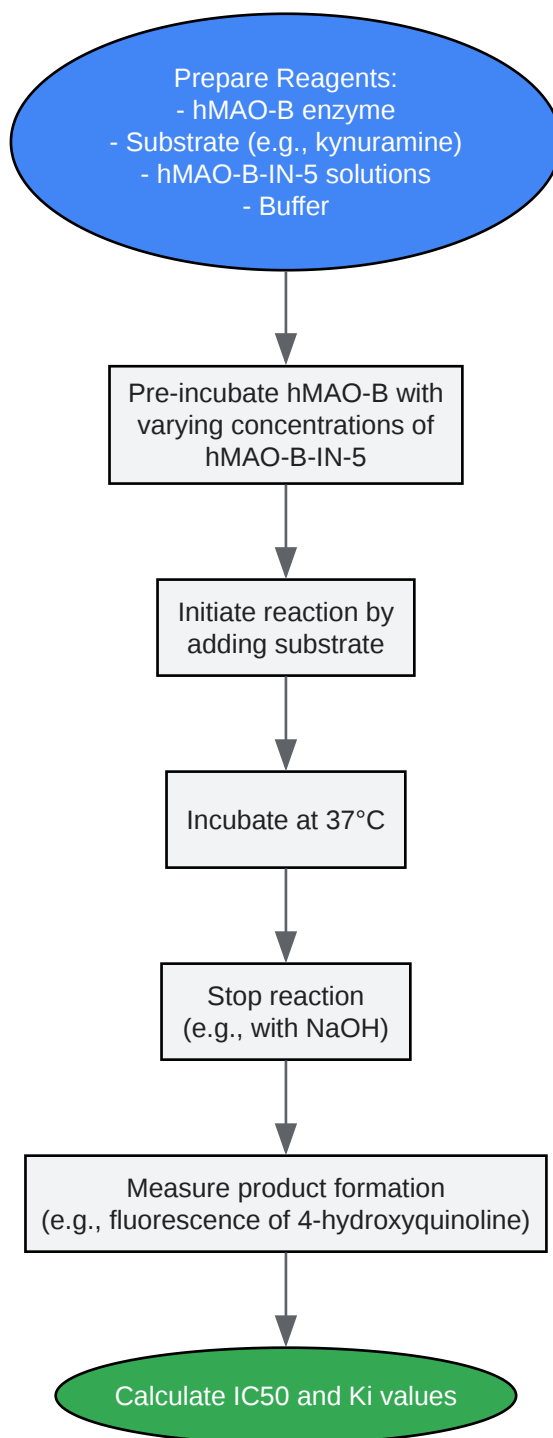 Prepare Reagents:
- hMAO-B enzyme
- Substrate (e.g., kynuramine)
- hMAO-B-IN-5 solutions
- Buffer
Pre-incubate hMAO-B with
varying concentrations of
hMAO-B-IN-5
Initiate reaction by
adding substrate
Incubate at 37°C
Stop reaction
(e.g., with NaOH)
Measure product formation
(e.g., fluorescence of 4-hydroxyquinoline)
Calculate IC50 and Ki values